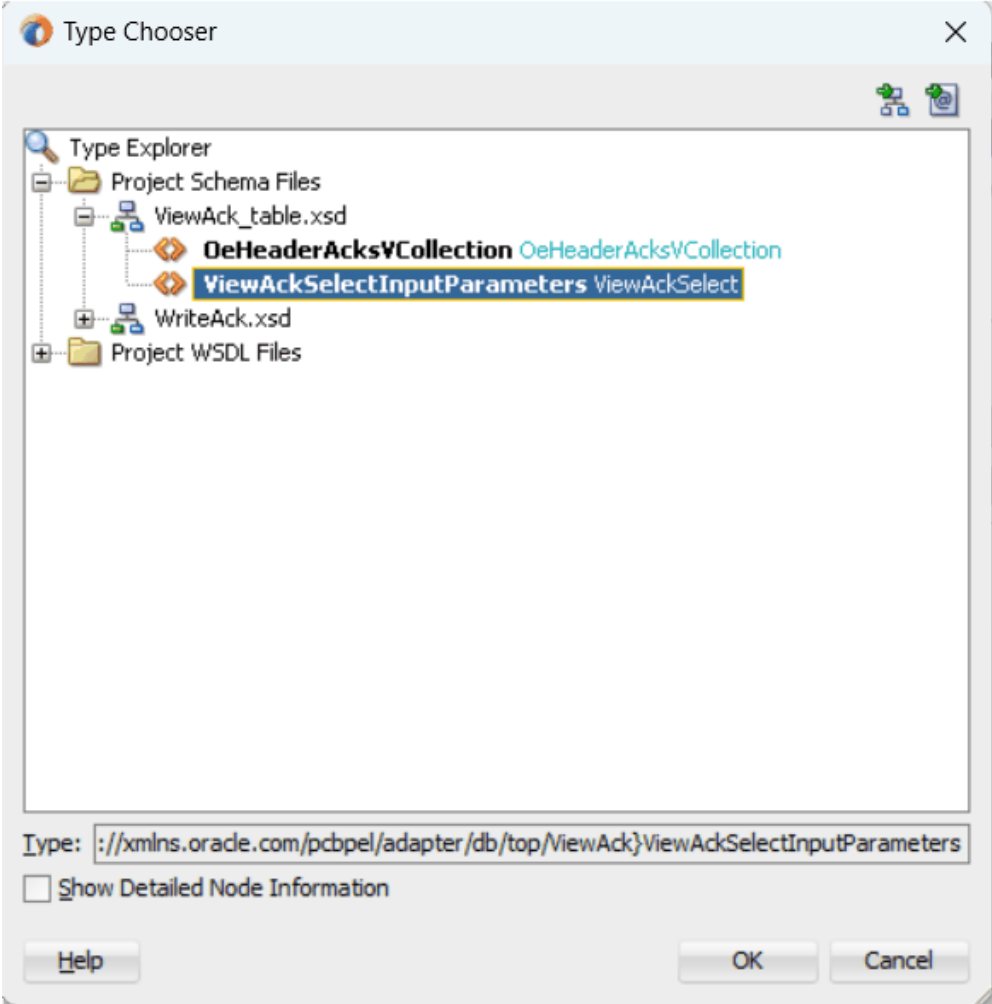 Type Chooser
Type Explorer
Project Schema Files
ViewAck_table.xsd
OeHeaderAcksVCollection OeHeaderAcksVCollection
ViewAckSelectInputParameters ViewAckSelect
WriteAck.xsd
Project WSDL Files
Type: ://xmlns.oracle.com/pcbpel/adapter/db/top/ViewAck}ViewAckSelectInputParameters
Show Detailed Node Information
Help OK Cancel